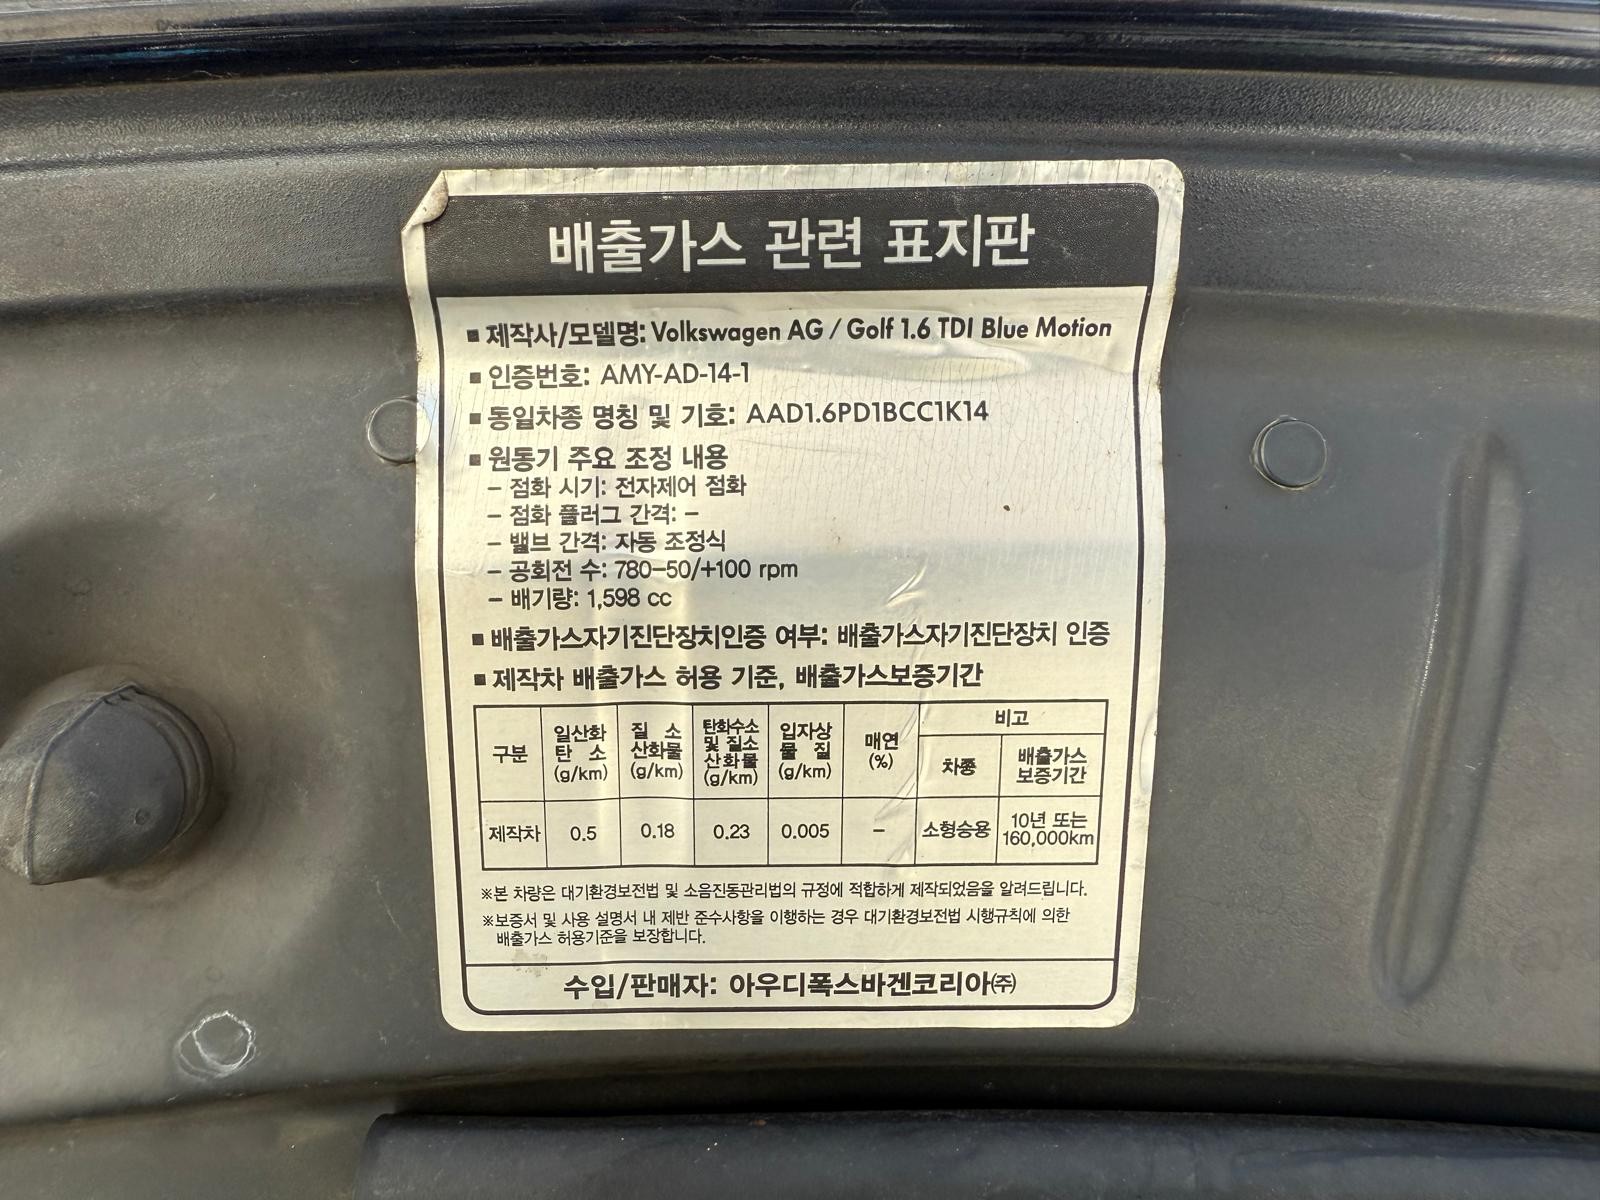 배출가스 관련 표지판
■ 제작사/모델명: Volkswagen AG / Golf 1.6 TDI Blue Motion
■ 인증번호: AMY-AD-14-1
■ 동일차종 명칭 및 기호: AAD1.6PD1BCC1K14
■ 원동기 주요 조정 내용
– 점화 시기: 전자제어 점화
– 점화 플러그 간격: –
– 밸브 간격: 자동 조정식
– 공회전 수: 780–50/+100 rpm
– 배기량: 1,598 cc
■ 배출가스자기진단장치인증 여부: 배출가스자기진단장치 인증
■ 제작차 배출가스 허용 기준, 배출가스보증기간
구분 일산화 탄 소 (g/km) 질 소 산화물 (g/km) 탄화수소 및 질소 산화물 (g/km) 입자상 물 질 (g/km) 매연 (%) 비고
차종 배출가스 보증기간
제작차 0.5 0.18 0.23 0.005 – 소형승용 10년 또는 160,000km
※본 차량은 대기환경보전법 및 소음진동관리법의 규정에 적합하게 제작되었음을 알려드립니다.
※보증서 및 사용 설명서 내 제반 준수사항을 이행하는 경우 대기환경보전법 시행규칙에 의한
배출가스 허용기준을 보장합니다.
수입/판매자: 아우디폭스바겐코리아㈜